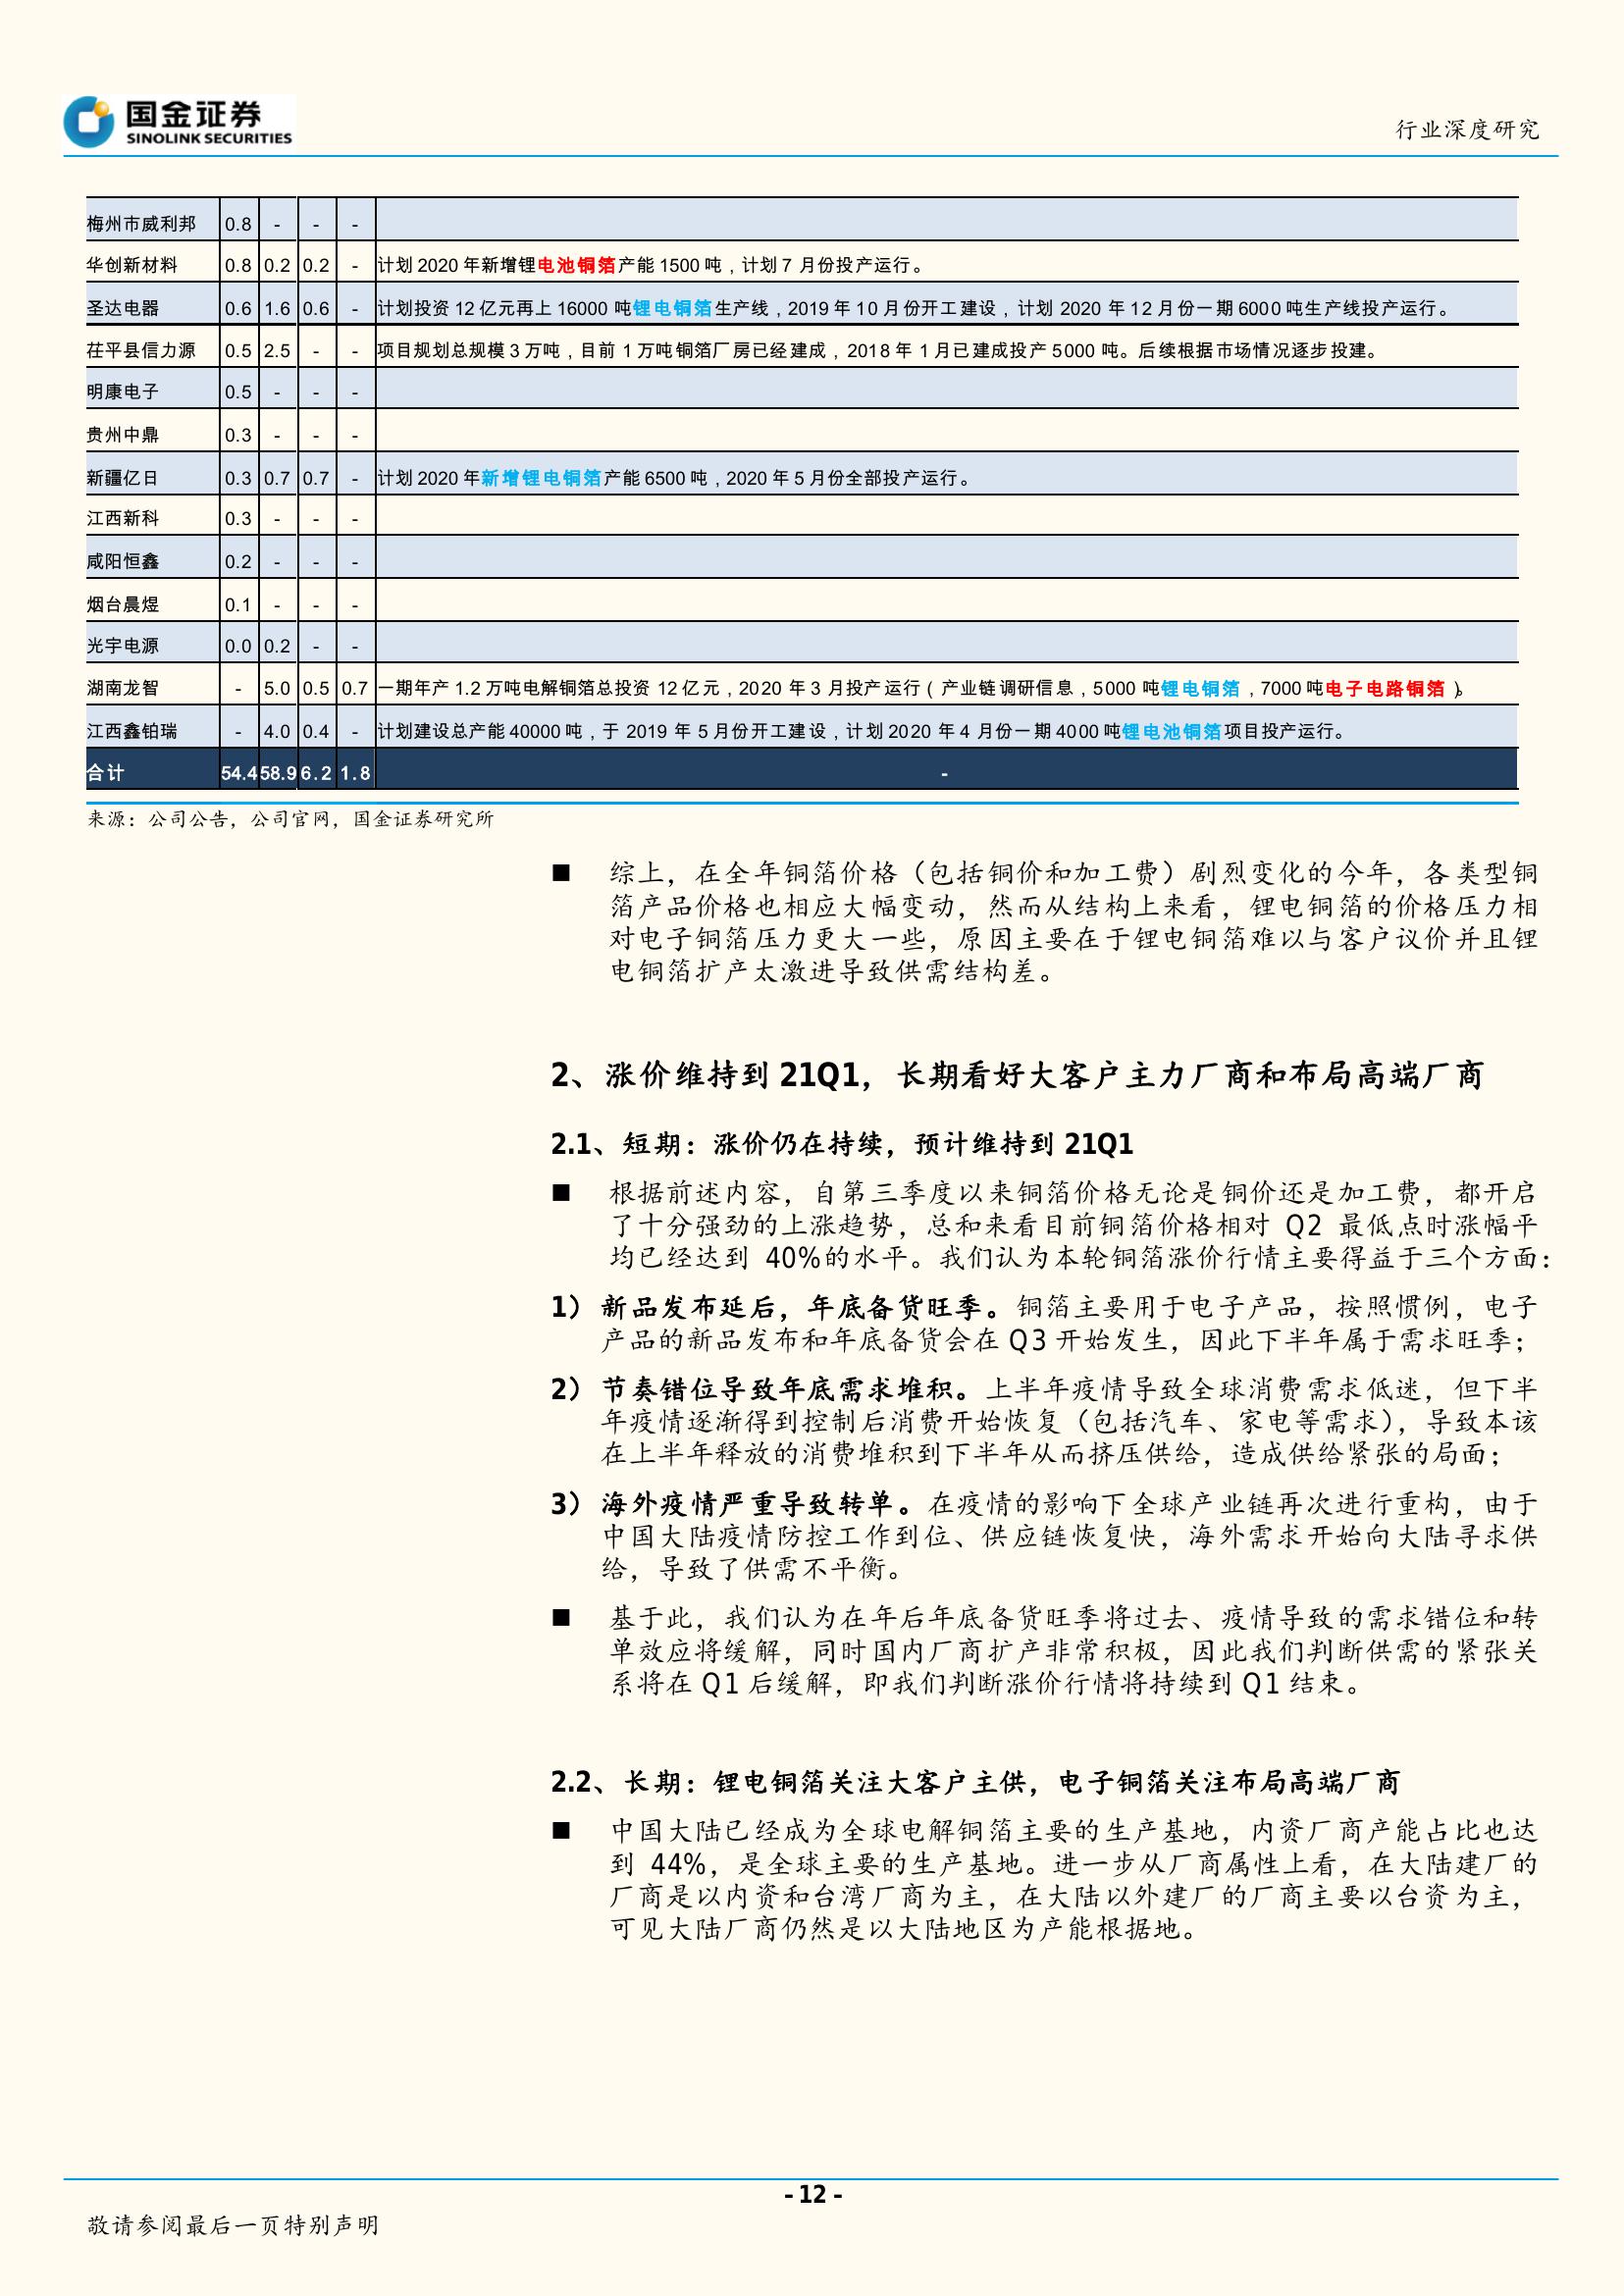 国金证券
SINOLINK SECURITIES
行业深度研究
梅州市威利邦 0.8 - - -
华创新材料 0.8 0.2 0.2 - 计划 2020 年新增锂电池铜箔产能 1500 吨，计划 7 月份投产运行。
圣达电器 0.6 1.6 0.6 - 计划投资 12 亿元再上 16000 吨锂电铜箔生产线，2019 年 10 月份开工建设，计划 2020 年 12 月份一期 6000 吨生产线投产运行。
茌平县信力源 0.5 2.5 - - 项目规划总规模 3 万吨，目前 1 万吨铜箔厂房已经建成，2018 年 1 月已建成投产 5000 吨。后续根据市场情况逐步投建。
明康电子 0.5 - - -
贵州中鼎 0.3 - - -
新疆亿日 0.3 0.7 0.7 - 计划 2020 年新增锂电铜箔产能 6500 吨，2020 年 5 月份全部投产运行。
江西新科 0.3 - - -
咸阳恒鑫 0.2 - - -
烟台晨煜 0.1 - - -
光宇电源 0.0 0.2 - -
湖南龙智 - 5.0 0.5 0.7 一期年产 1.2 万吨电解铜箔总投资 12 亿元，2020 年 3 月投产运行（产业链调研信息，5000 吨锂电铜箔，7000 吨电子电路铜箔）。
江西鑫铂瑞 - 4.0 0.4 - 计划建设总产能 40000 吨，于 2019 年 5 月份开工建设，计划 2020 年 4 月份一期 4000 吨锂电池铜箔项目投产运行。
合计 54.4 58.9 6.2 1.8 -
来源：公司公告，公司官网，国金证券研究所
■ 综上，在全年铜箔价格（包括铜价和加工费）剧烈变化的今年，各类型铜
箔产品价格也相应大幅变动，然而从结构上来看，锂电铜箔的价格压力相
对电子铜箔压力更大一些，原因主要在于锂电铜箔难以与客户议价并且锂
电铜箔扩产太激进导致供需结构差。
2、涨价维持到 21Q1，长期看好大客户主力厂商和布局高端厂商
2.1、短期：涨价仍在持续，预计维持到 21Q1
■ 根据前述内容，自第三季度以来铜箔价格无论是铜价还是加工费，都开启
了十分强劲的上涨趋势，总和来看目前铜箔价格相对 Q2 最低点时涨幅平
均已经达到 40%的水平。我们认为本轮铜箔涨价行情主要得益于三个方面：
1） 新品发布延后，年底备货旺季。铜箔主要用于电子产品，按照惯例，电子
产品的新品发布和年底备货会在 Q3 开始发生，因此下半年属于需求旺季；
2） 节奏错位导致年底需求堆积。上半年疫情导致全球消费需求低迷，但下半
年疫情逐渐得到控制后消费开始恢复（包括汽车、家电等需求），导致本该
在上半年释放的消费堆积到下半年从而挤压供给，造成供给紧张的局面；
3） 海外疫情严重导致转单。在疫情的影响下全球产业链再次进行重构，由于
中国大陆疫情防控工作到位、供应链恢复快，海外需求开始向大陆寻求供
给，导致了供需不平衡。
■ 基于此，我们认为在年后年底备货旺季将过去、疫情导致的需求错位和转
单效应将缓解，同时国内厂商扩产非常积极，因此我们判断供需的紧张关
系将在 Q1 后缓解，即我们判断涨价行情将持续到 Q1 结束。
2.2、长期：锂电铜箔关注大客户主供，电子铜箔关注布局高端厂商
■ 中国大陆已经成为全球电解铜箔主要的生产基地，内资厂商产能占比也达
到 44%，是全球主要的生产基地。进一步从厂商属性上看，在大陆建厂的
厂商是以内资和台湾厂商为主，在大陆以外建厂的厂商主要以台资为主，
可见大陆厂商仍然是以大陆地区为产能根据地。
- 12 -
敬请参阅最后一页特别声明